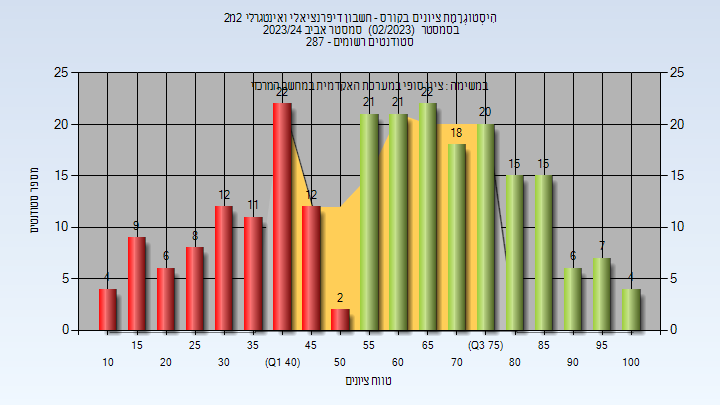 הִיסְטוֹגְרָמַת ציונים בקורס - חשבון דיפרנציאלי ואינטגרלי 2מ2
בסמסטר (02/2023) סמסטר אביב 2023/24
סטודנטים רשומים - 287
במשימה : ציון סופי במערכת האקדמית במחשב המרכזי
מספר סטודנטים
25 20 15 10 5 0
25 20 15 10 5 0
4 9 6 8 12 11 22 12 2 21 21 22 18 20 15 15 6 7 4
15 25 35 45 55 65 (Q3 75) 85 95
10 20 30 (Q1 40) 50 60 70 80 90 100
טווח ציונים